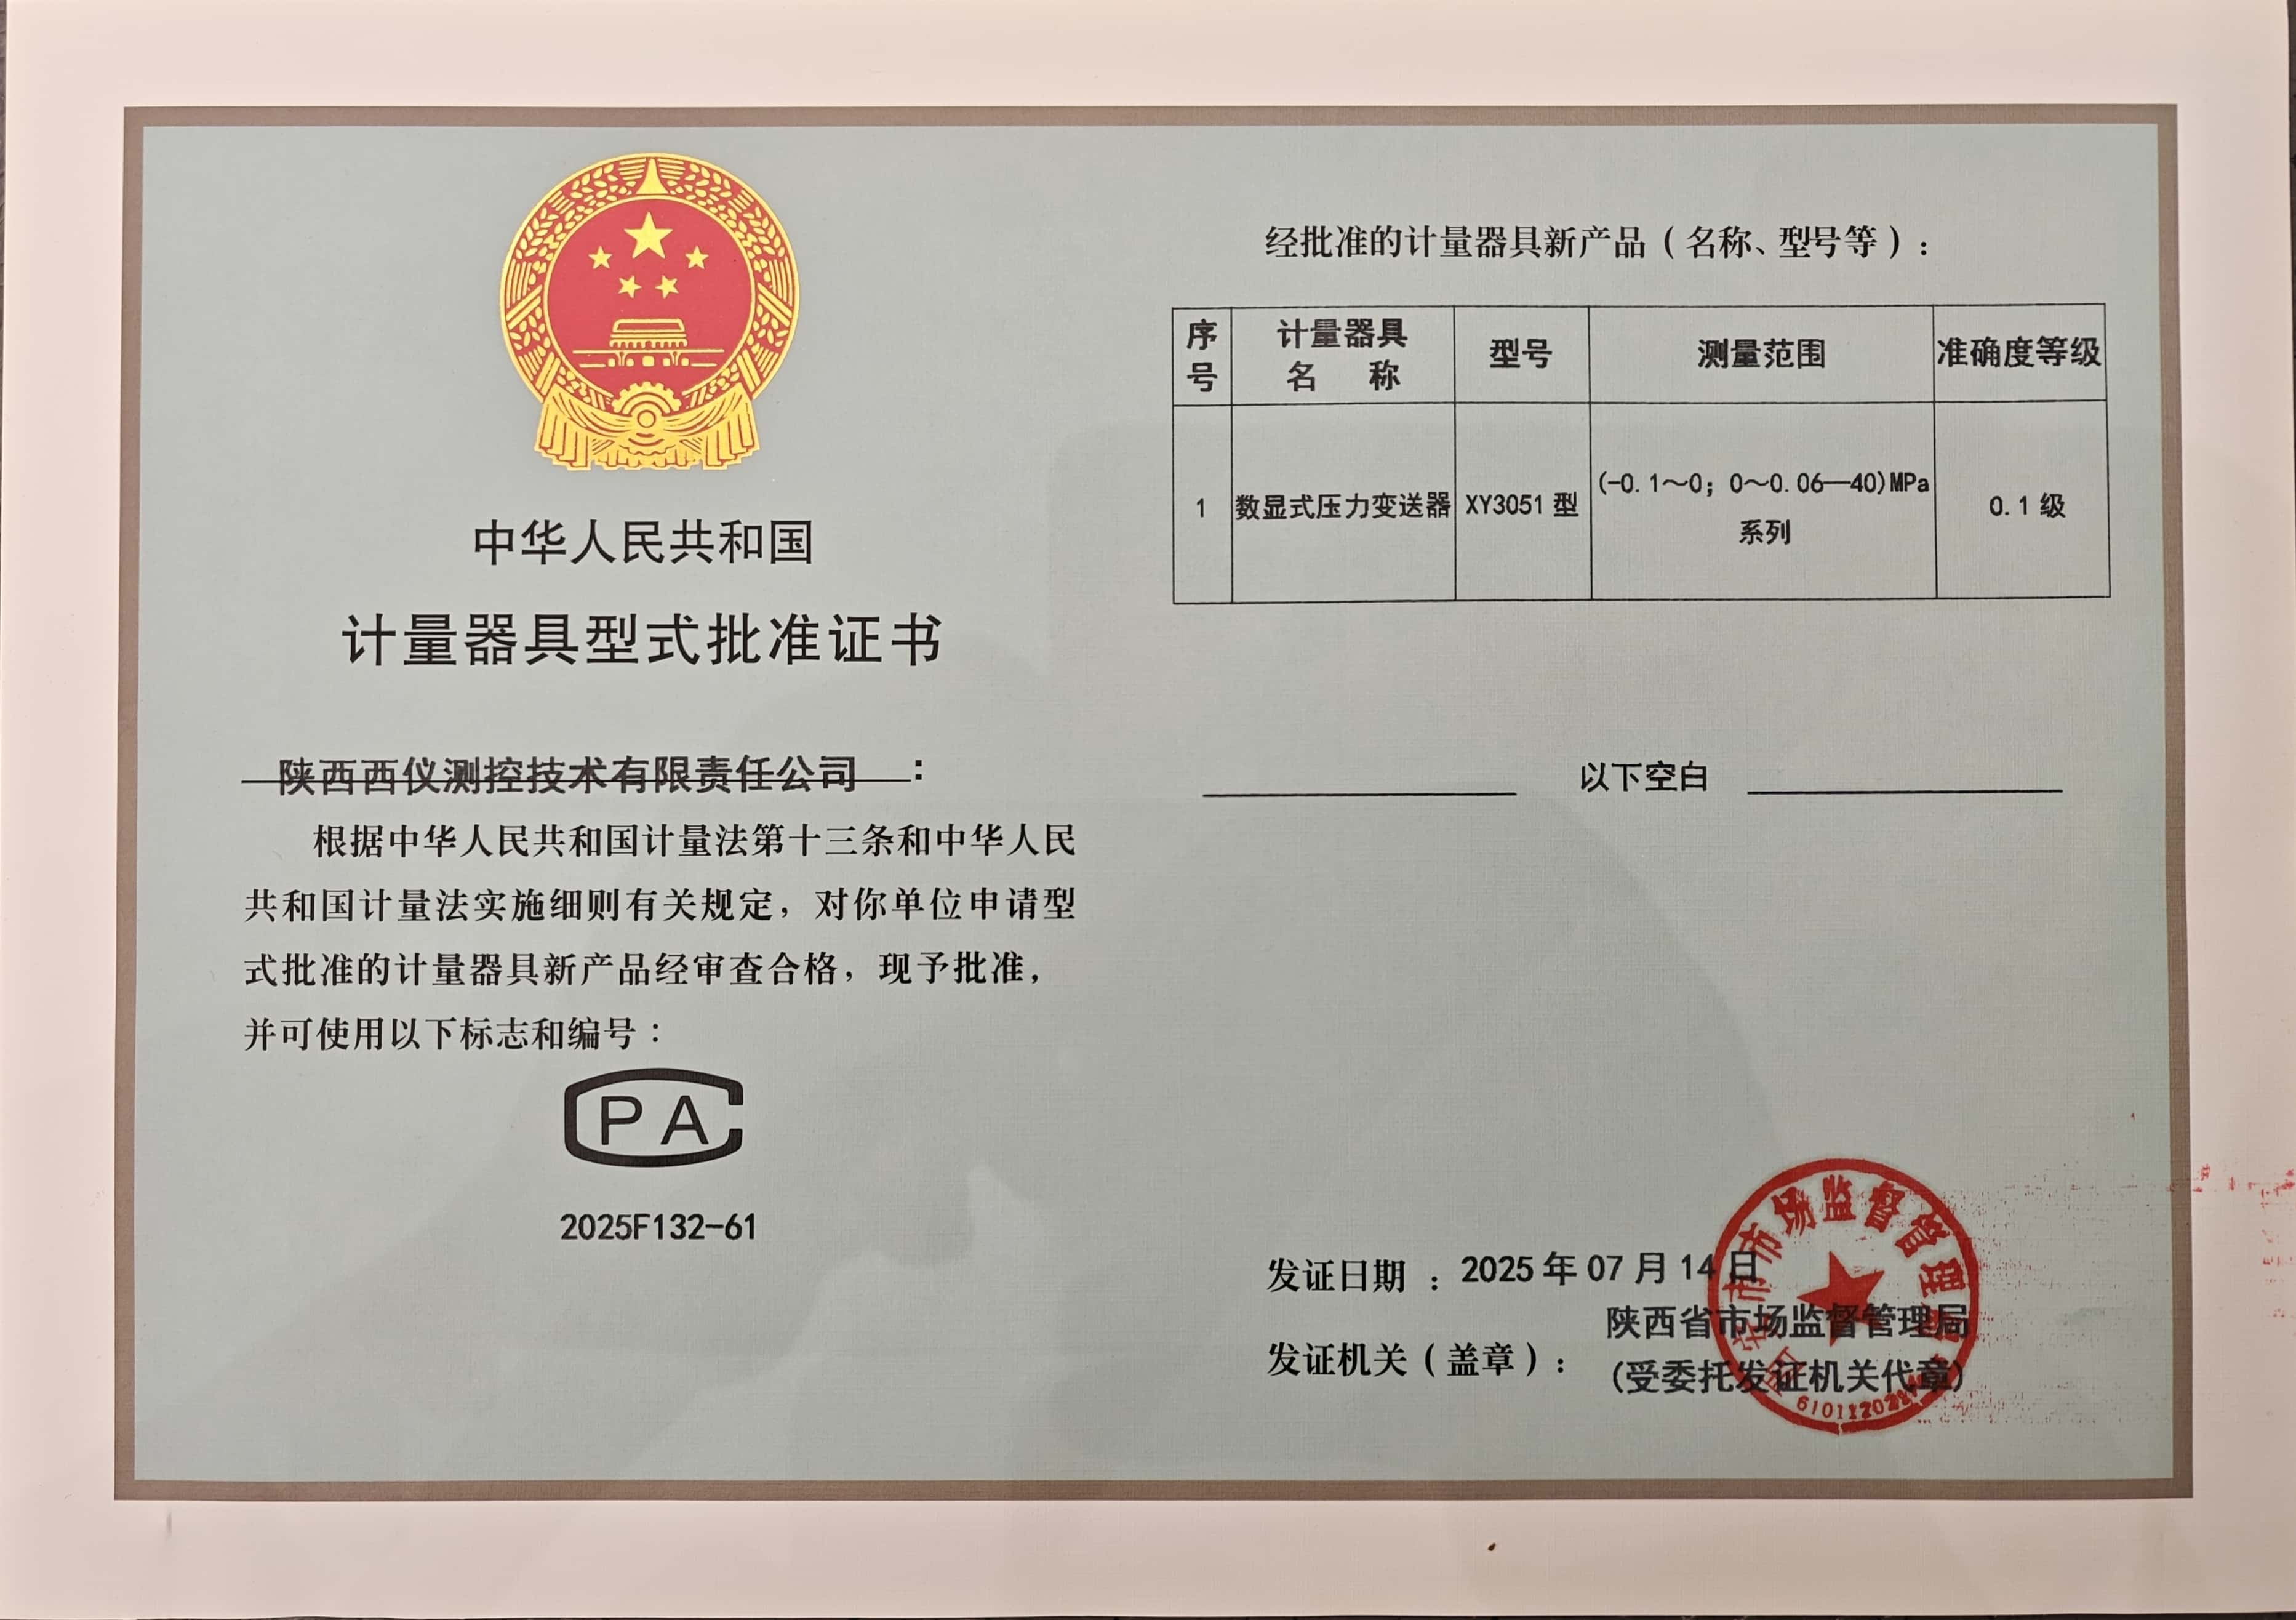 中华人民共和国
计量器具型式批准证书
陕西西仪测控技术有限责任公司：
根据中华人民共和国计量法第十三条和中华人民
共和国计量法实施细则有关规定，对你单位申请型
式批准的计量器具新产品经审查合格，现予批准，
并可使用以下标志和编号：
PA
2025F132-61
经批准的计量器具新产品（名称、型号等）：
序号 计量器具名称 型号 测量范围 准确度等级
1 数显式压力变送器 XY3051 型 (-0.1～0；0～0.06—40)MPa 0.1 级
系列
以下空白
发证日期：2025 年 07 月 14 日
陕西省市场监督管理局
发证机关（盖章）：
(受委托发证机关代章)
市市场监督管理